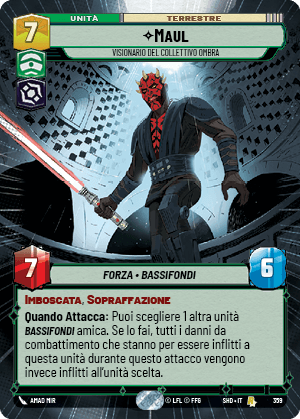 UNITÀ
TERRESTRE
7
✧MAUL
VISIONARIO DEL COLLETTIVO OMBRA
7
6
FORZA • BASSIFONDI
IMBOSCATA, SOPRAFFAZIONE
Quando Attacca: Puoi scegliere 1 altra unità
BASSIFONDI amica. Se lo fai, tutti i danni da
combattimento che stanno per essere inflitti a
questa unità durante questo attacco vengono
invece inflitti all'unità scelta.
AMAD MIR
© LFL © FFG
SHD • IT
359